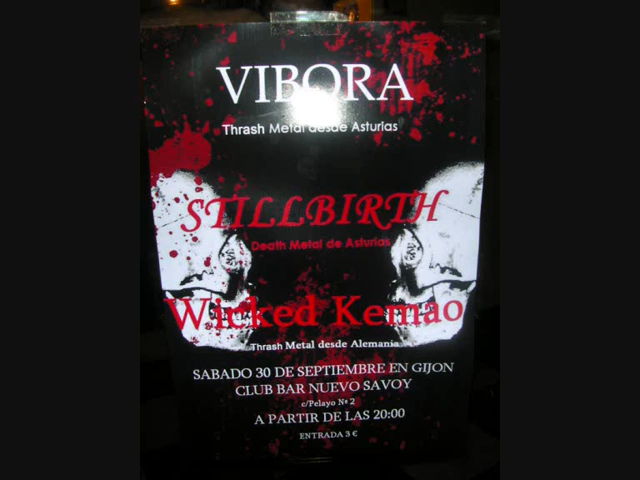 VIBORA
Thrash Metal desde Asturias
STILLBIRTH
Death Metal de Asturias
Wicked Kemao
Thrash Metal desde Alemania
SABADO 30 DE SEPTIEMBRE EN GIJON
CLUB BAR NUEVO SAVOY
c/Pelayo Nº 2
A PARTIR DE LAS 20:00
ENTRADA 3 €